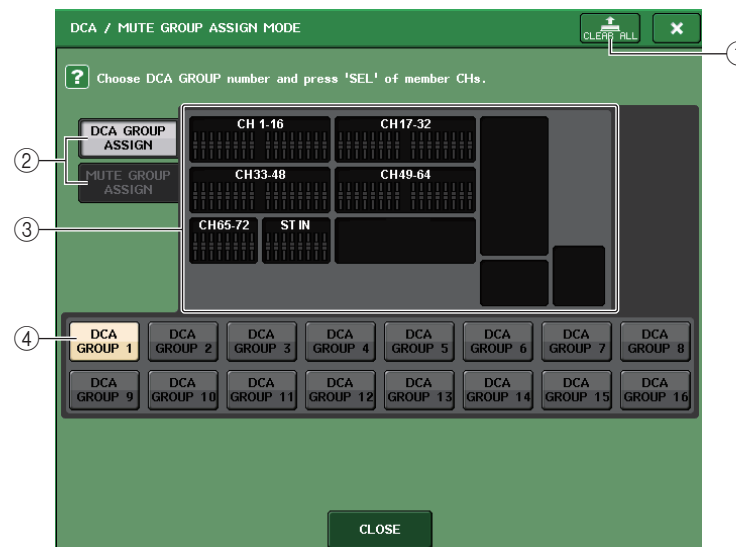 DCA / MUTE GROUP ASSIGN MODE
CLEAR ALL
×
1
? Choose DCA GROUP number and press 'SEL' of member CHs.
2
DCA GROUP
ASSIGN
MUTE GROUP
ASSIGN
3
CH 1-16
CH17-32
CH33-48
CH49-64
CH65-72
ST IN
4
DCA
GROUP 1
DCA
GROUP 2
DCA
GROUP 3
DCA
GROUP 4
DCA
GROUP 5
DCA
GROUP 6
DCA
GROUP 7
DCA
GROUP 8
DCA
GROUP 9
DCA
GROUP 10
DCA
GROUP 11
DCA
GROUP 12
DCA
GROUP 13
DCA
GROUP 14
DCA
GROUP 15
DCA
GROUP 16
CLOSE